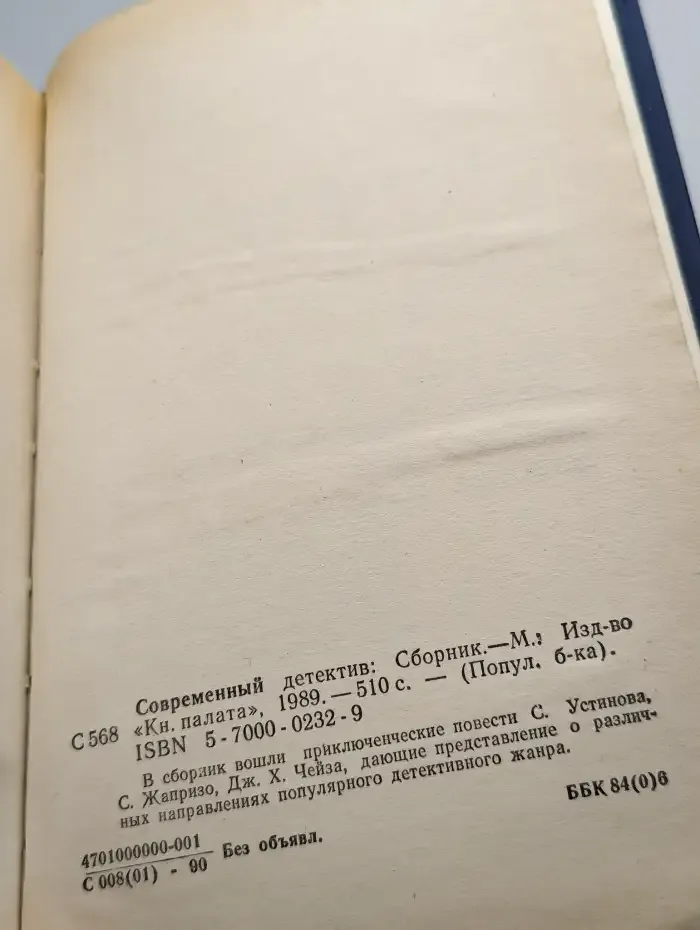 Современный детектив: Сборник.—М.: Изд-во
С 568 «Кн. палата», 1989. — 510 с. — (Попул. б-ка).
ISBN 5-7000-0232-9
В сборник вошли приключенческие повести С. Устинова,
С. Жапризо, Дж. Х. Чейза, дающие представление о различ-
ных направлениях популярного детективного жанра.
4701000000-001
С 008(01) - 90 Без объявл.
ББК 84(0)6